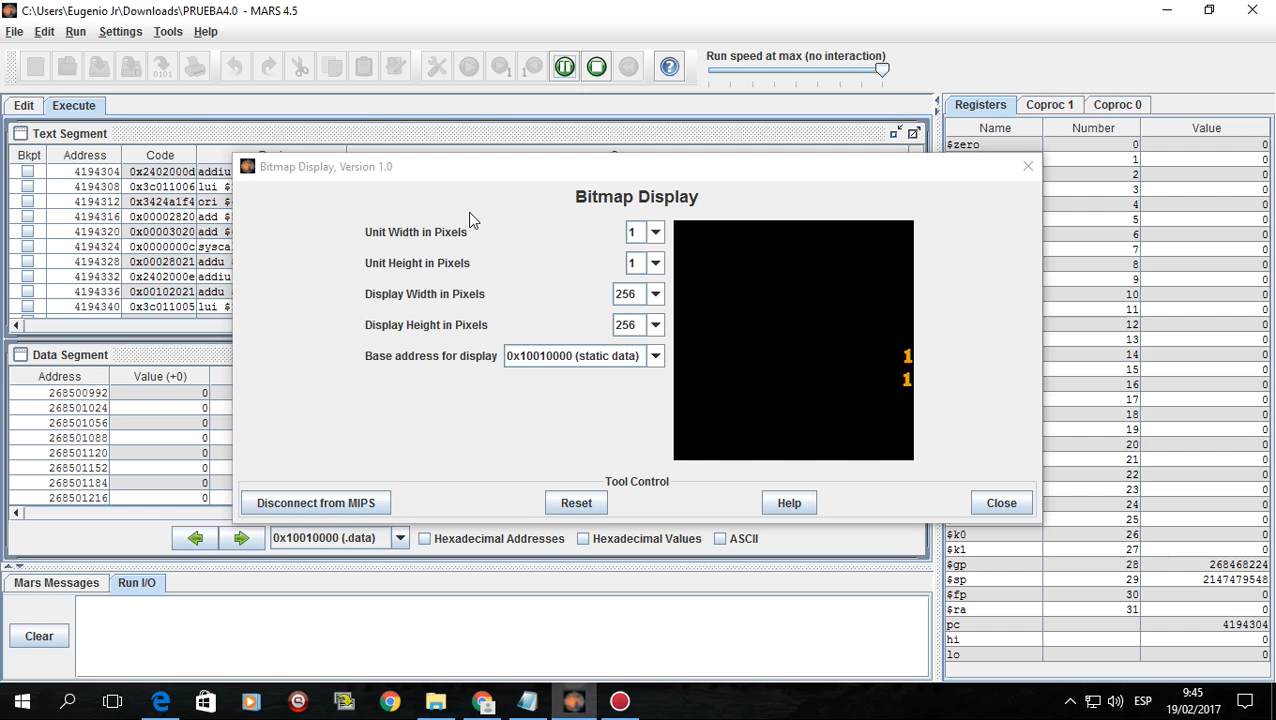 C:\Users\Eugenio Jr\Downloads\PRUEBA4.0 - MARS 4.5
File Edit Run Settings Tools Help
Run speed at max (no interaction)
Edit Execute
Registers Coproc 1 Coproc 0
Text Segment
Name Number Value
Bkpt Address Code
$zero 0 0
4194304 0x2402000d addiu
1 0
4194308 0x3c011006 lui $
2 0
4194312 0x3424a1f4 ori $
3 0
4194316 0x00002820 add $
4 0
4194320 0x00003020 add $
5 0
4194324 0x0000000c sysca
6 0
4194328 0x00028021 addu
7 0
4194332 0x2402000e addiu
8 0
4194336 0x00102021 addu
9 0
4194340 0x3c011005 lui $
10 0
11 0
12 0
13 0
14 0
15 0
16 0
17 0
18 0
19 0
20 0
21 0
22 0
23 0
24 0
25 0
$k0 26 0
$k1 27 0
$gp 28 268468224
$sp 29 2147479548
$fp 30 0
$ra 31 0
pc 4194304
hi 0
lo 0
Bitmap Display, Version 1.0
Bitmap Display
Unit Width in Pixels 1
Unit Height in Pixels 1
Display Width in Pixels 256
Display Height in Pixels 256
Base address for display 0x10010000 (static data)
1
1
Tool Control
Disconnect from MIPS Reset Help Close
Data Segment
Address Value (+0)
268500992 0
268501024 0
268501056 0
268501088 0
268501120 0
268501152 0
268501184 0
268501216 0
0x10010000 (.data) Hexadecimal Addresses Hexadecimal Values ASCII
Mars Messages Run I/O
Clear
ESP
9:45
19/02/2017